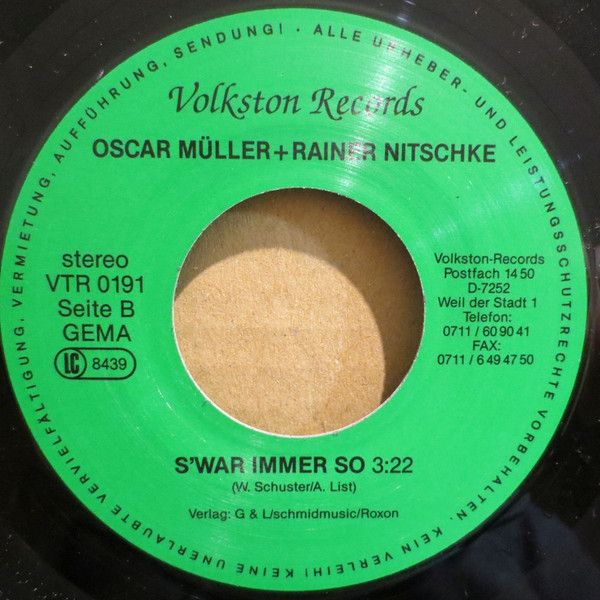 ALLE URHEBER- UND LEISTUNGSSCHUTZRECHTE VORBEHALTEN. KEIN VERLEIH! KEINE UNERLAUBTE VERVIELFÄLTIGUNG, VERMIETUNG, AUFFÜHRUNG, SENDUNG! ·
Volkston Records
OSCAR MÜLLER+RAINER NITSCHKE
stereo
VTR 0191
Seite B
GEMA
LC 8439
Volkston-Records
Postfach 14 50
D-7252
Weil der Stadt 1
Telefon:
0711 / 60 90 41
FAX:
0711 / 6 49 47 50
S'WAR IMMER SO 3:22
(W. Schuster/A. List)
Verlag: G & L/schmidmusic/Roxon